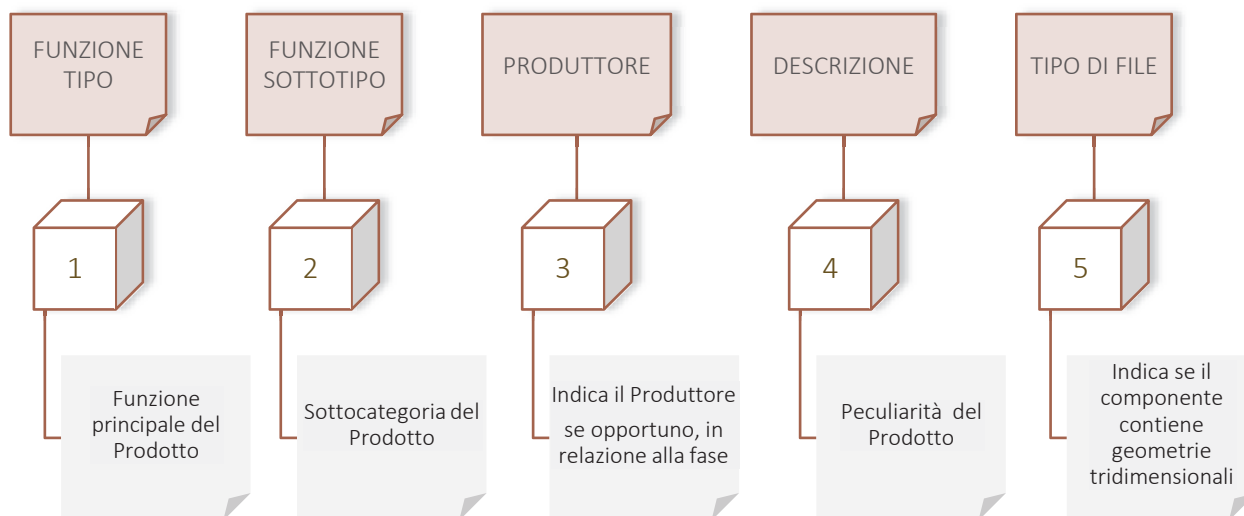 FUNZIONE
TIPO
FUNZIONE
SOTTOTIPO
PRODUTTORE
DESCRIZIONE
TIPO DI FILE
1
2
3
4
5
Funzione
principale del
Prodotto
Sottocategoria del
Prodotto
Indica il Produttore
se opportuno, in
relazione alla fase
Peculiarità del
Prodotto
Indica se il
componente
contiene
geometrie
tridimensionali